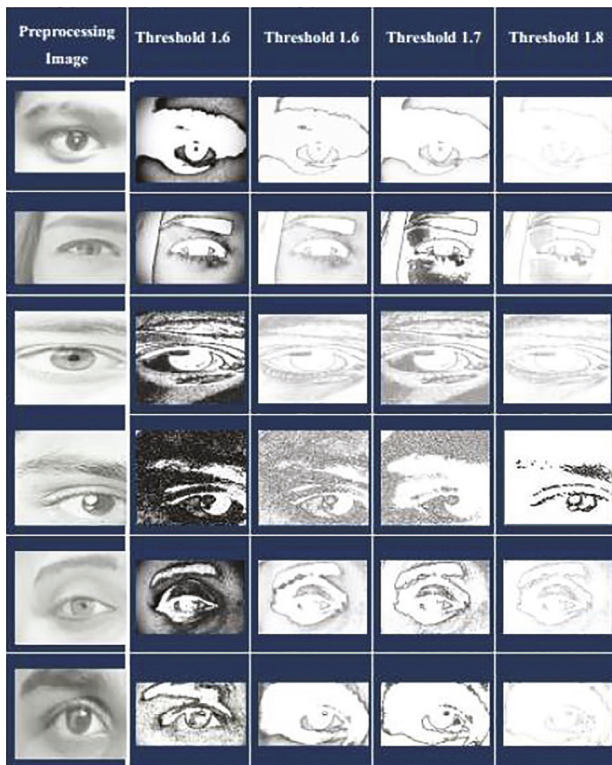 Preprocessing
Image
Threshold 1.6
Threshold 1.6
Threshold 1.7
Threshold 1.8